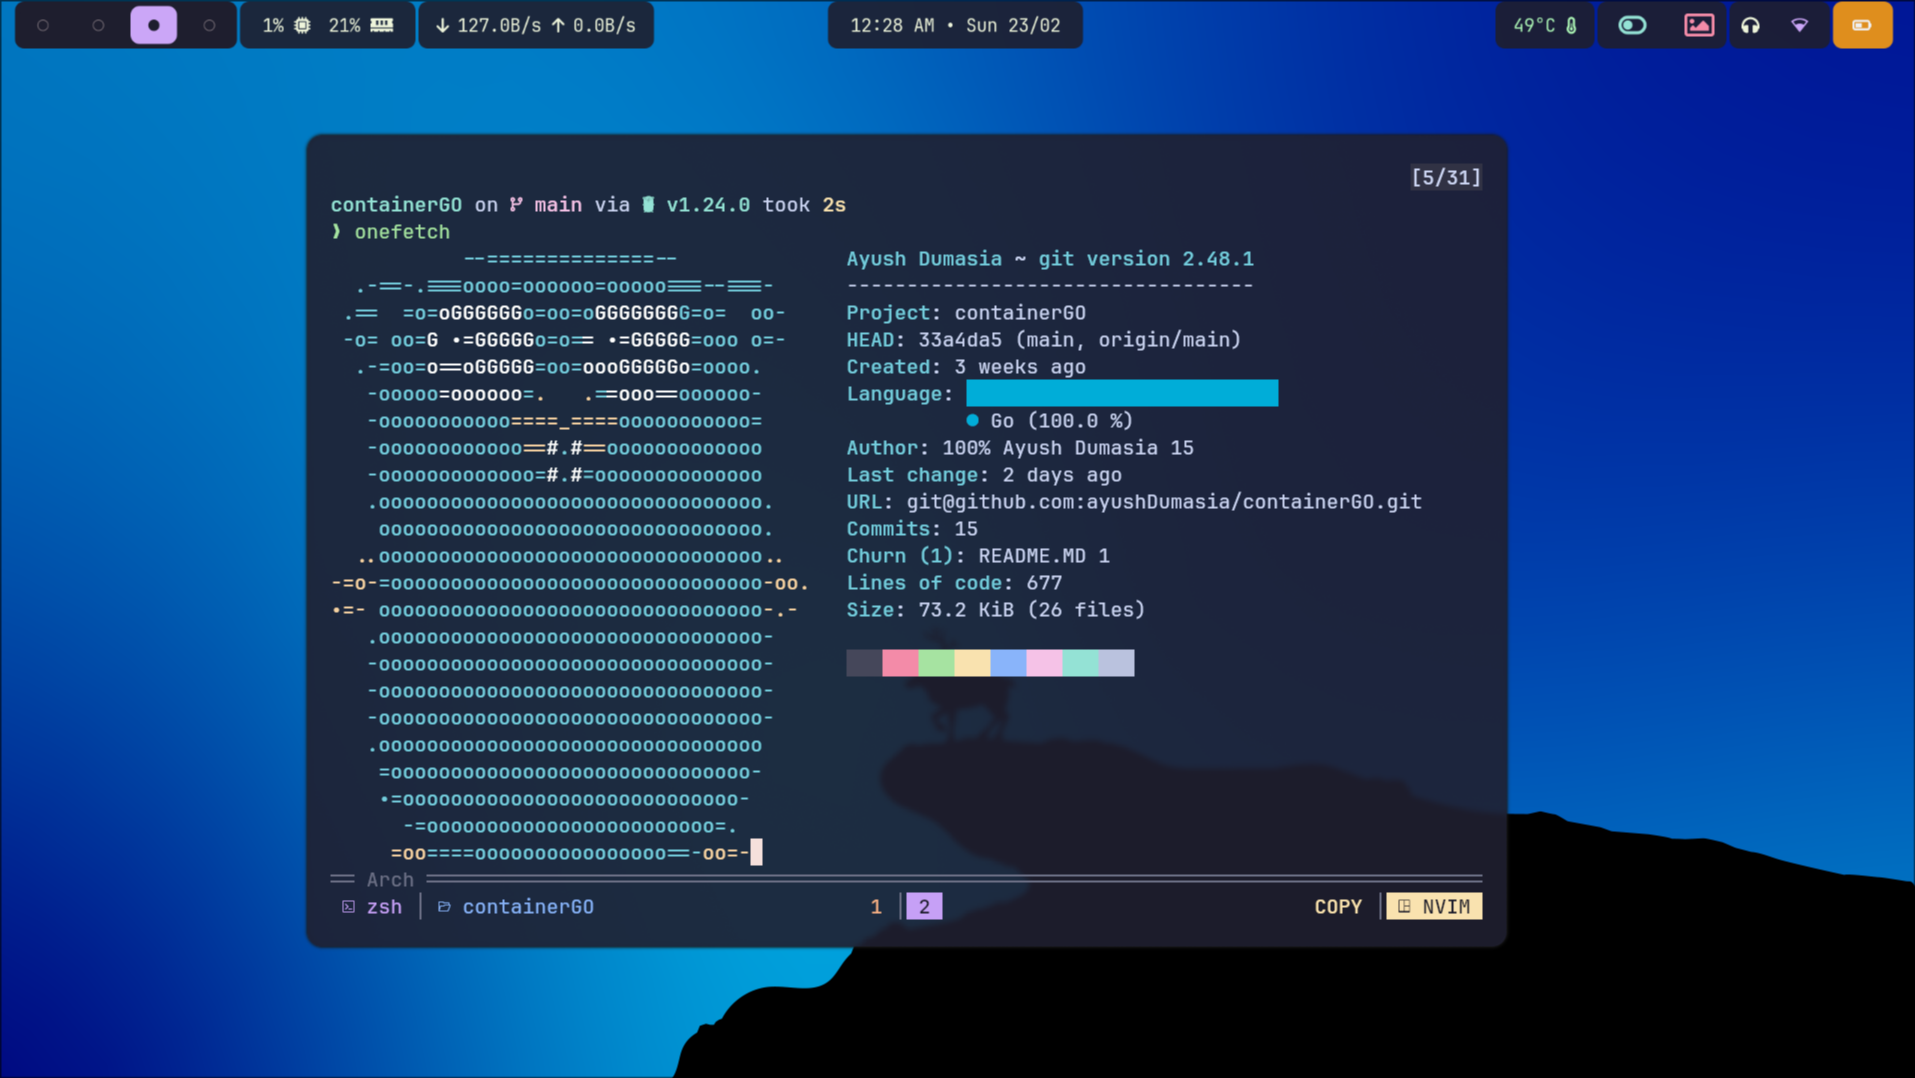 1% 21% ↓ 127.0B/s ↑ 0.0B/s 12:28 AM • Sun 23/02 49°C
[5/31]
containerGO on main via v1.24.0 took 2s
❯ onefetch
Ayush Dumasia ~ git version 2.48.1
----------------------------------
Project: containerGO
HEAD: 33a4da5 (main, origin/main)
Created: 3 weeks ago
Language:
● Go (100.0 %)
Author: 100% Ayush Dumasia 15
Last change: 2 days ago
URL: git@github.com:ayushDumasia/containerGO.git
Commits: 15
Churn (1): README.MD 1
Lines of code: 677
Size: 73.2 KiB (26 files)
Arch
zsh containerGO 1 2 COPY NVIM